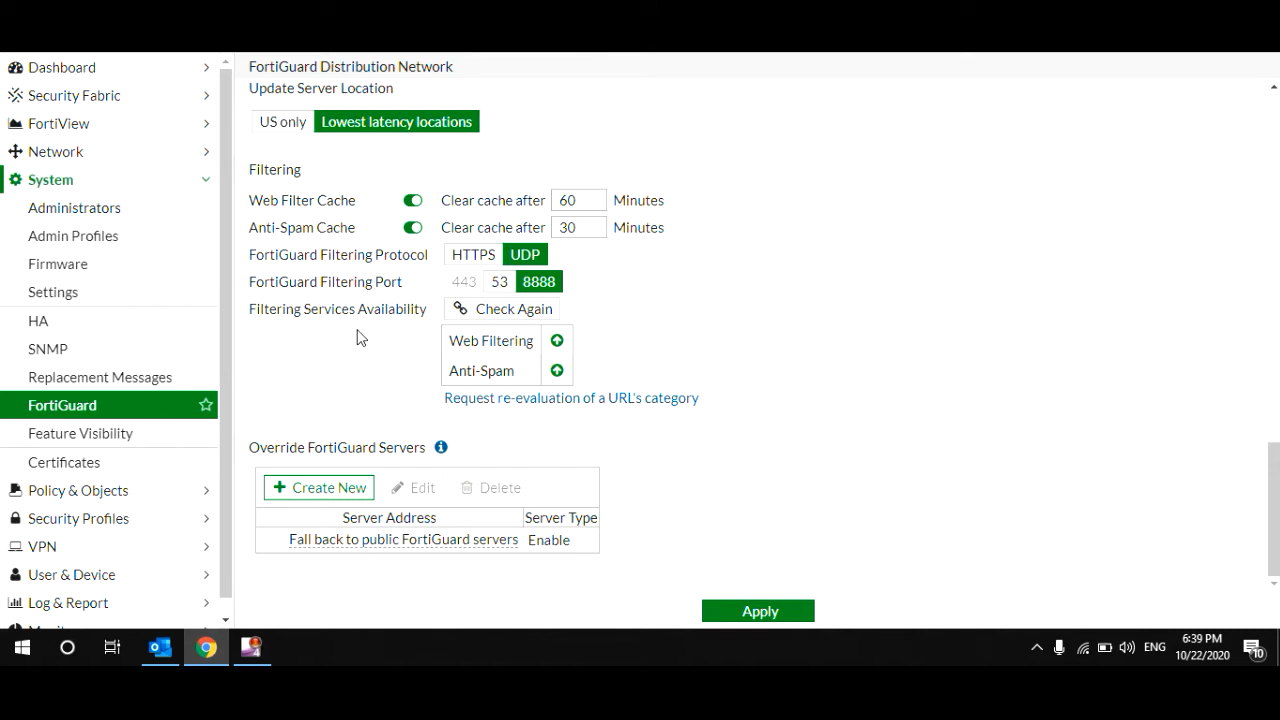 Dashboard
Security Fabric
FortiView
Network
System
Administrators
Admin Profiles
Firmware
Settings
HA
SNMP
Replacement Messages
FortiGuard
Feature Visibility
Certificates
Policy & Objects
Security Profiles
VPN
User & Device
Log & Report
FortiGuard Distribution Network
Update Server Location
US only Lowest latency locations
Filtering
Web Filter Cache Clear cache after 60 Minutes
Anti-Spam Cache Clear cache after 30 Minutes
FortiGuard Filtering Protocol HTTPS UDP
FortiGuard Filtering Port 443 53 8888
Filtering Services Availability Check Again
Web Filtering
Anti-Spam
Request re-evaluation of a URL's category
Override FortiGuard Servers
Create New Edit Delete
Server Address Server Type
Fall back to public FortiGuard servers Enable
Apply
ENG
6:39 PM
10/22/2020
10